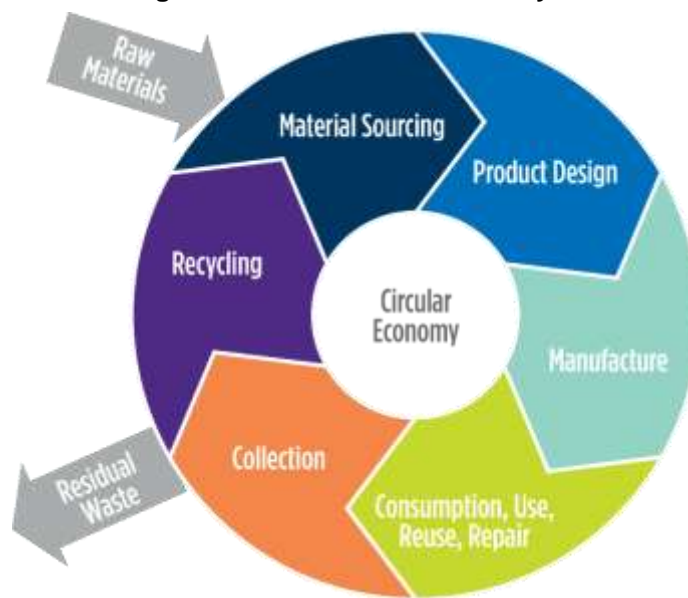 Raw
Materials
Material Sourcing
Product Design
Manufacture
Consumption, Use,
Reuse, Repair
Collection
Residual
Waste
Recycling
Circular
Economy